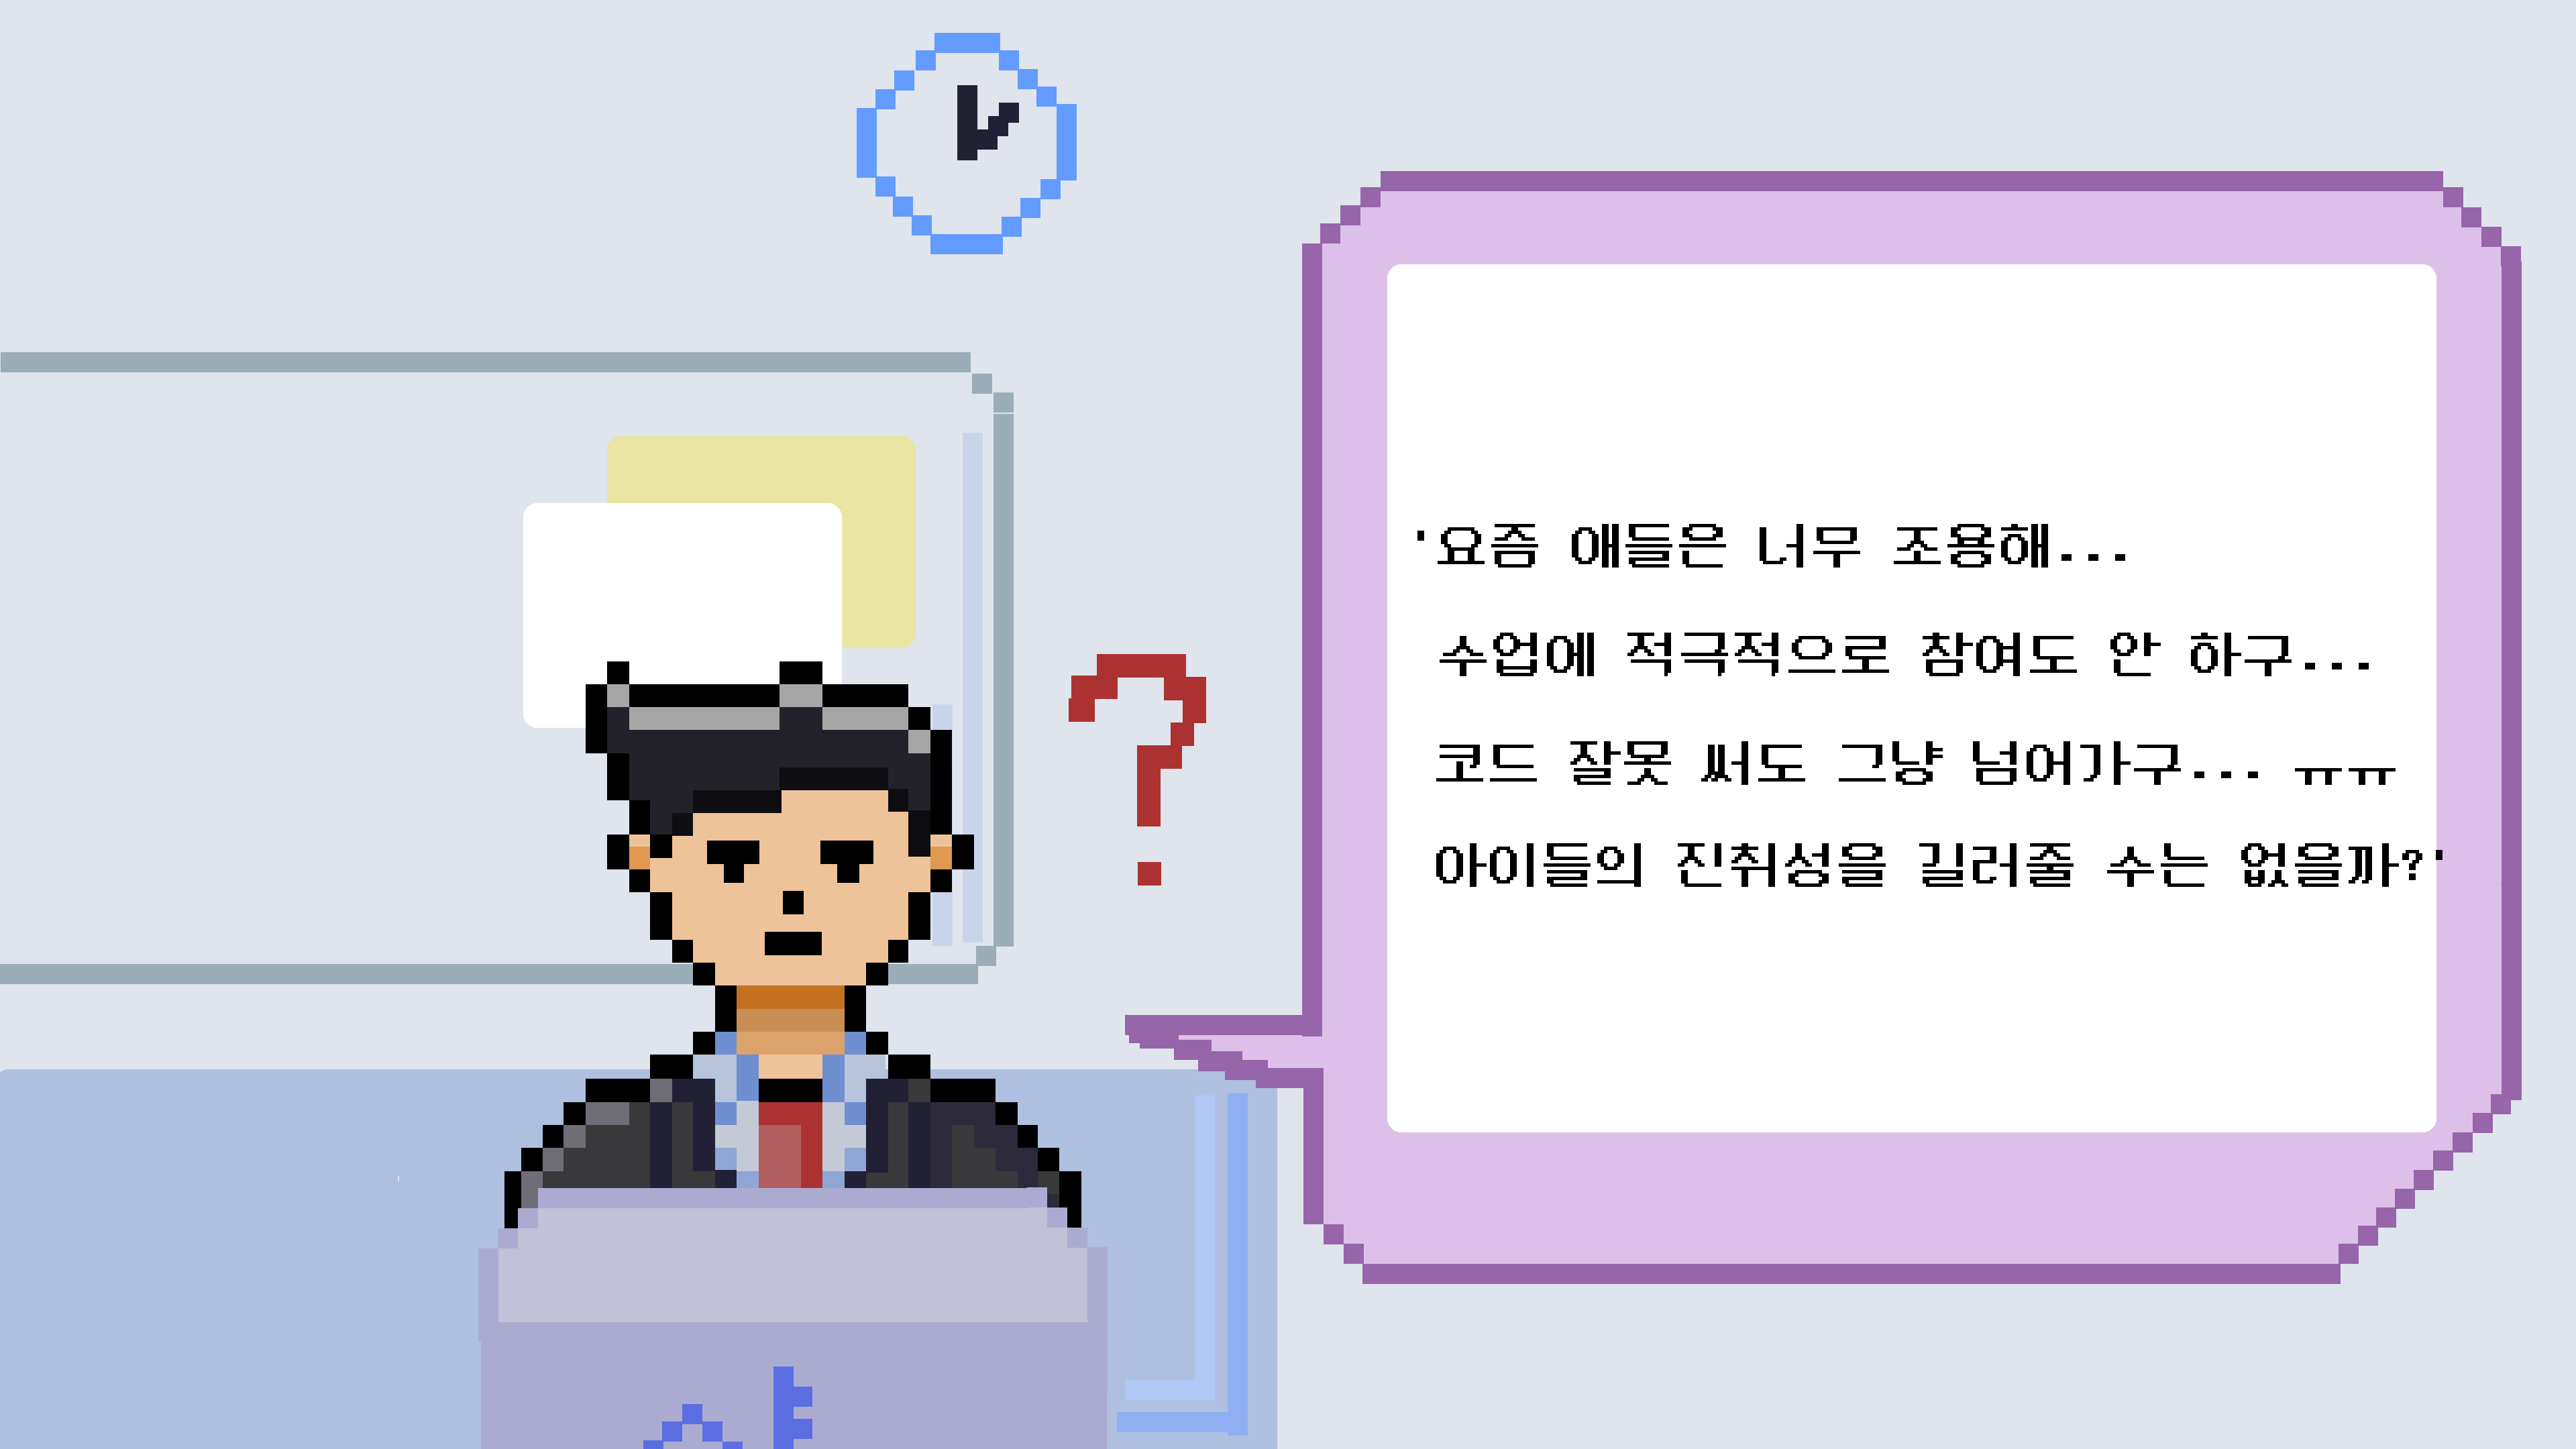 '요즘 애들은 너무 조용해...
수업에 적극적으로 참여도 안 하구...
코드 잘못 써도 그냥 넘어가구... ㅠㅠ
아이들의 진취성을 길러줄 수는 없을까?'